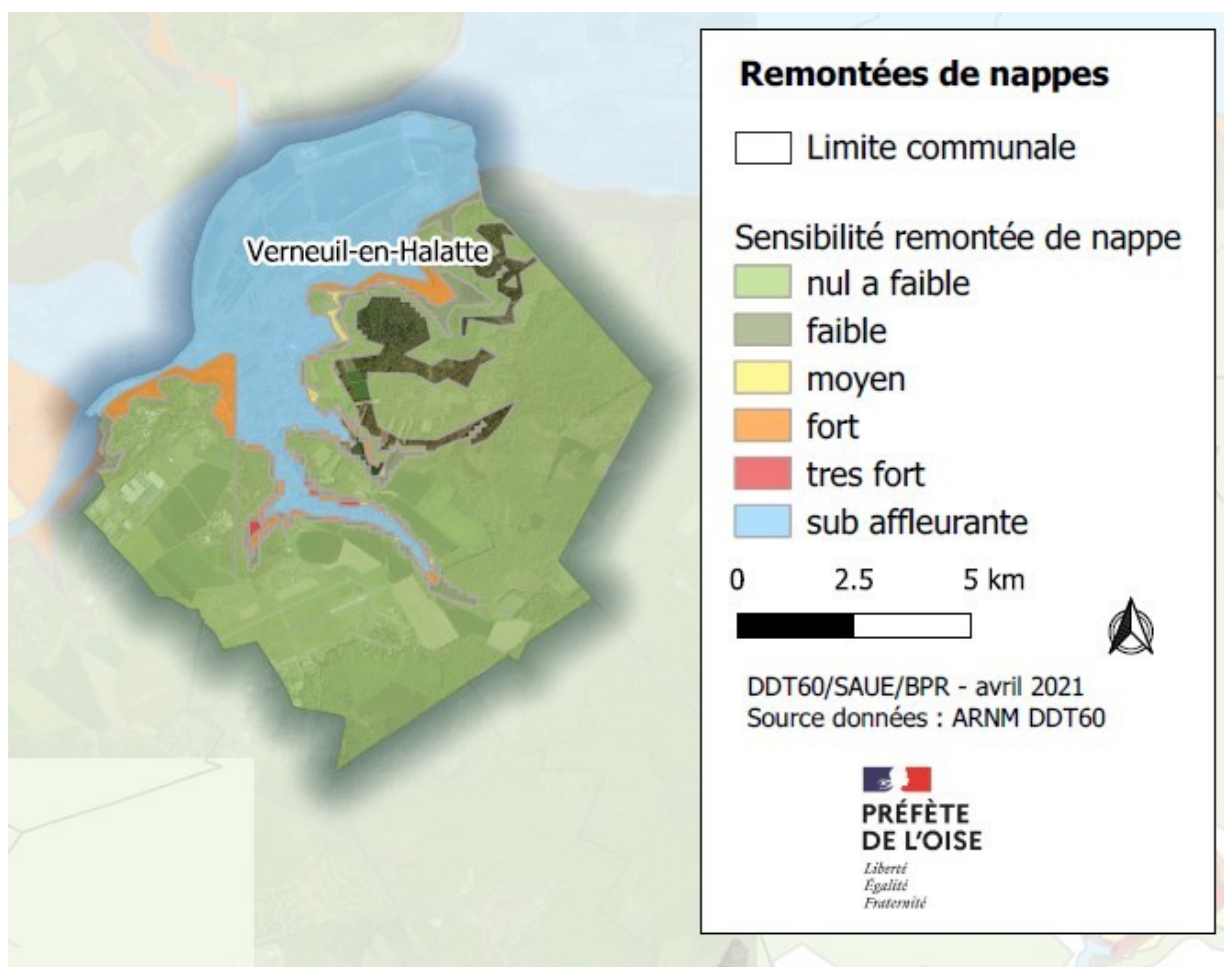 Verneuil-en-Halatte
Remontées de nappes
Limite communale
Sensibilité remontée de nappe
nul a faible
faible
moyen
fort
tres fort
sub affleurante
0 2.5 5 km
DDT60/SAUE/BPR - avril 2021
Source données : ARNM DDT60
PRÉFÈTE
DE L'OISE
Liberté
Égalité
Fraternité